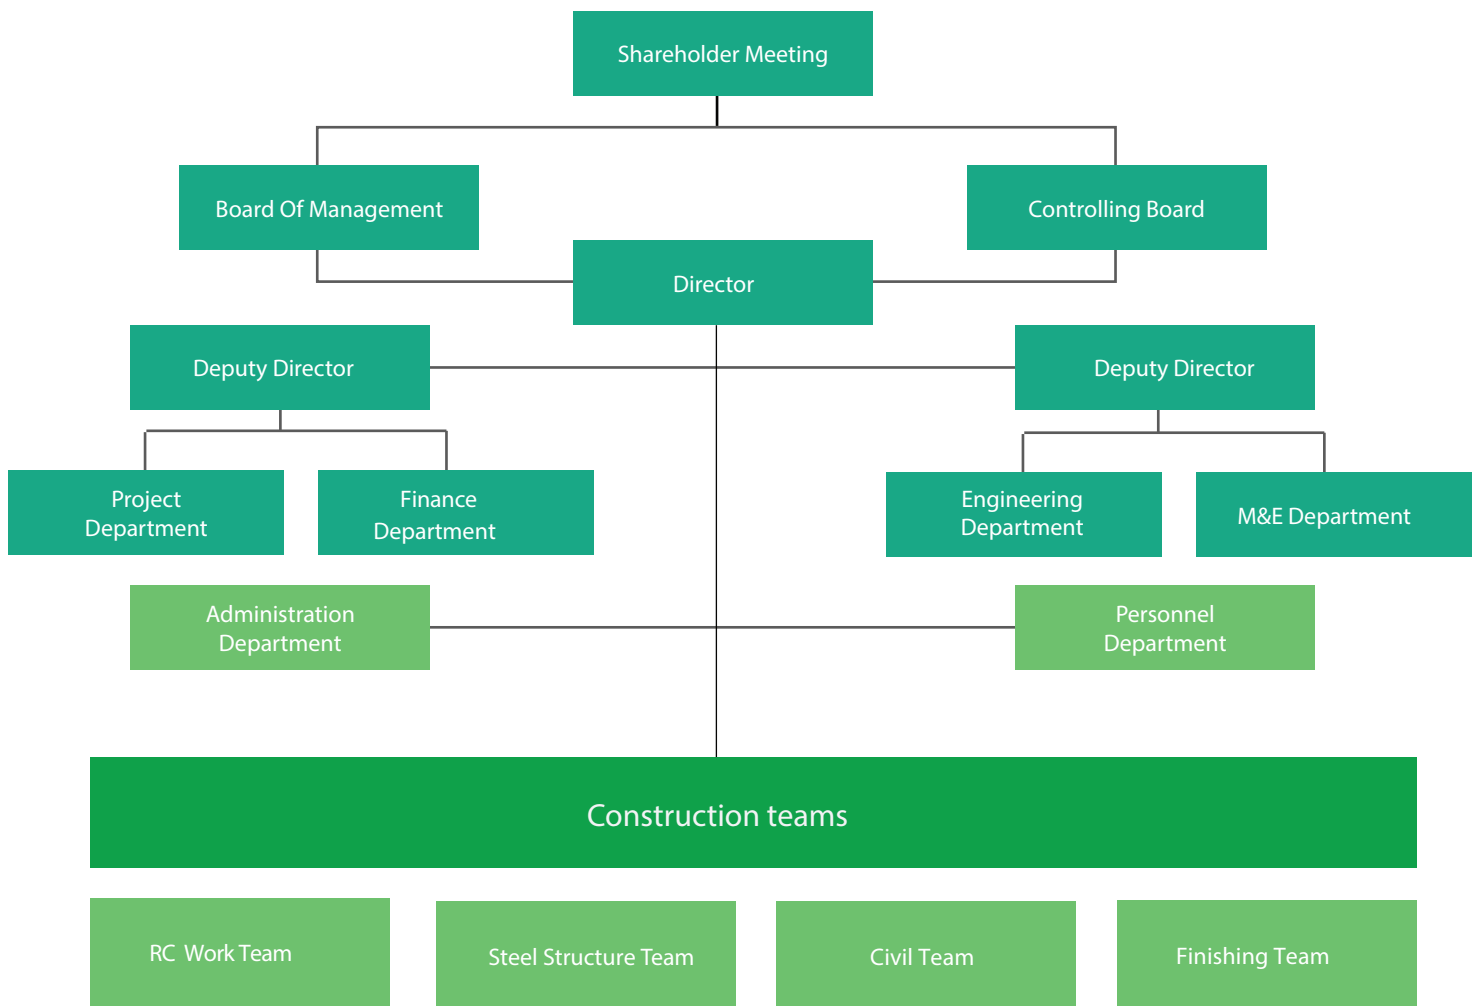 Shareholder Meeting
Board Of Management
Controlling Board
Director
Deputy Director
Deputy Director
Project
Department
Finance
Department
Engineering
Department
M&E Department
Administration
Department
Personnel
Department
Construction teams
RC Work Team
Steel Structure Team
Civil Team
Finishing Team